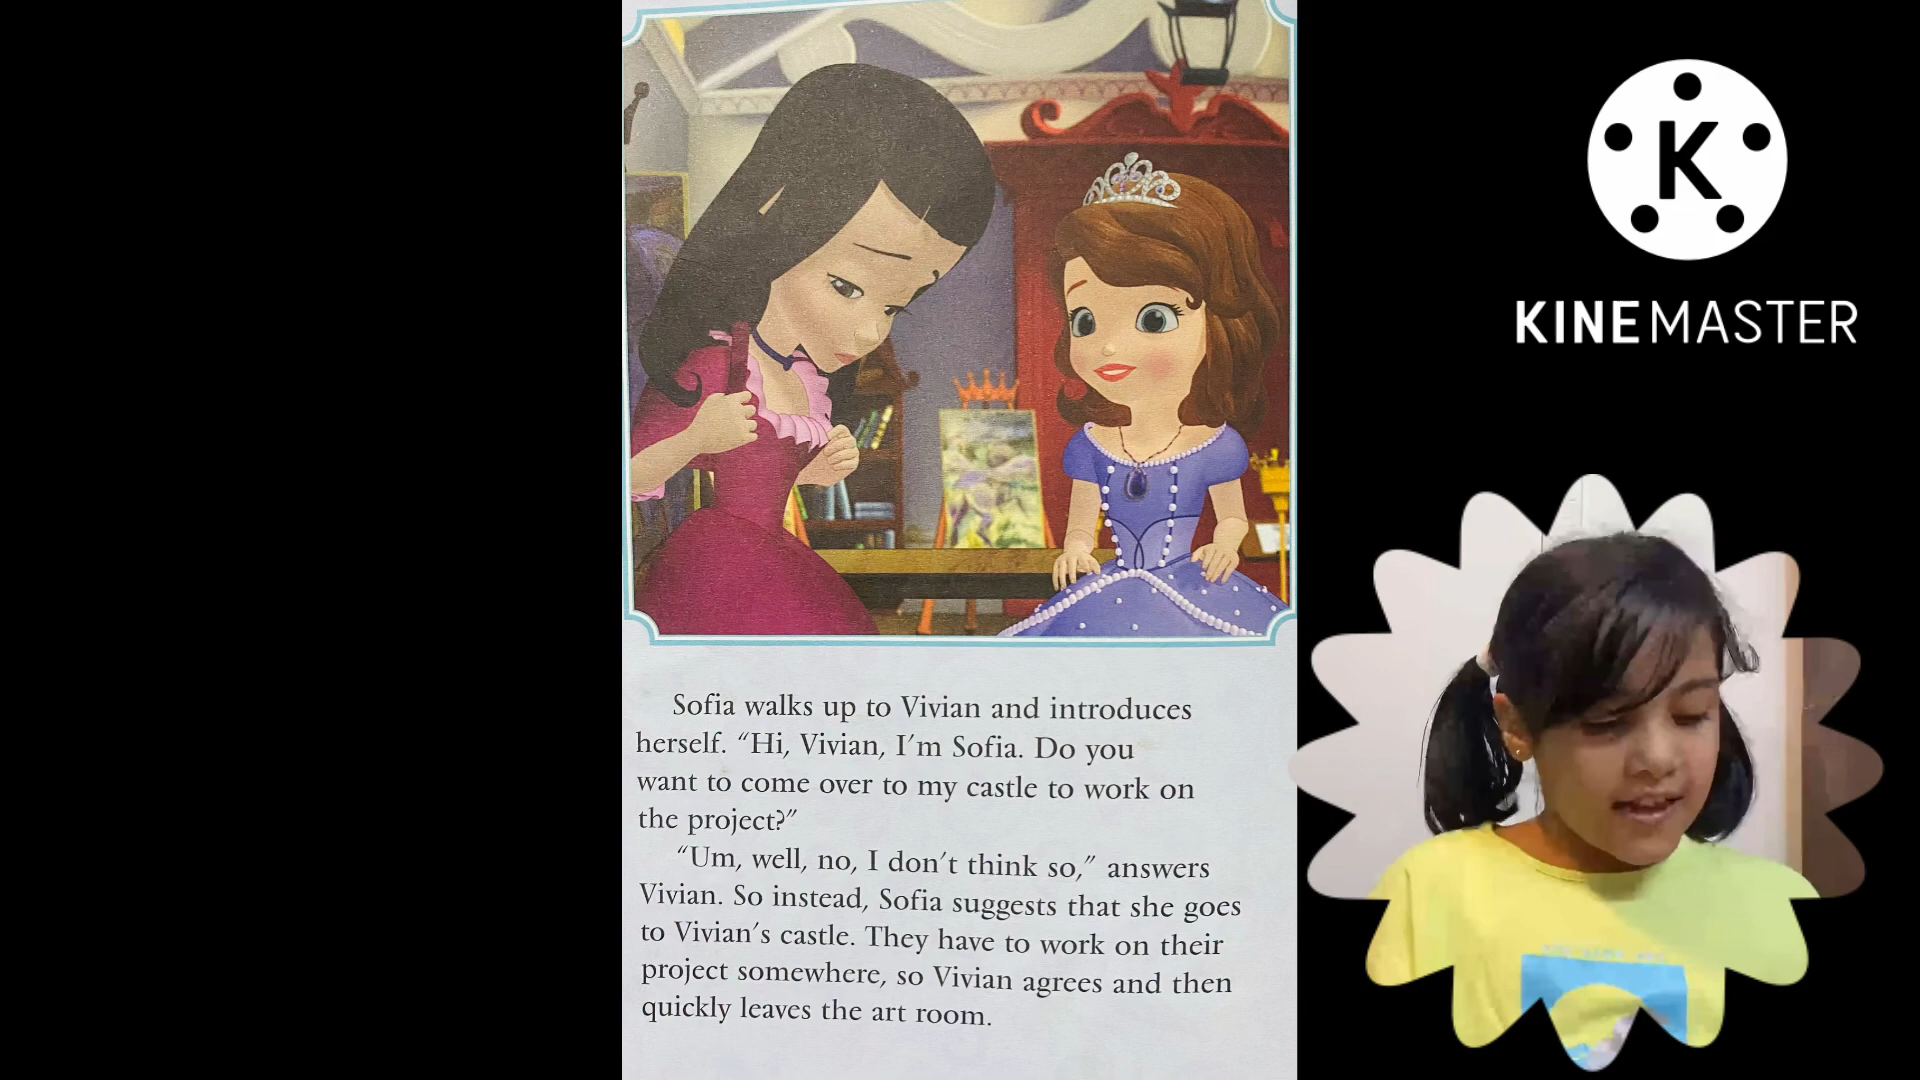 Sofia walks up to Vivian and introduces
herself. “Hi, Vivian, I’m Sofia. Do you
want to come over to my castle to work on
the project?”
“Um, well, no, I don’t think so,” answers
Vivian. So instead, Sofia suggests that she goes
to Vivian’s castle. They have to work on their
project somewhere, so Vivian agrees and then
quickly leaves the art room.
K
KINEMASTER